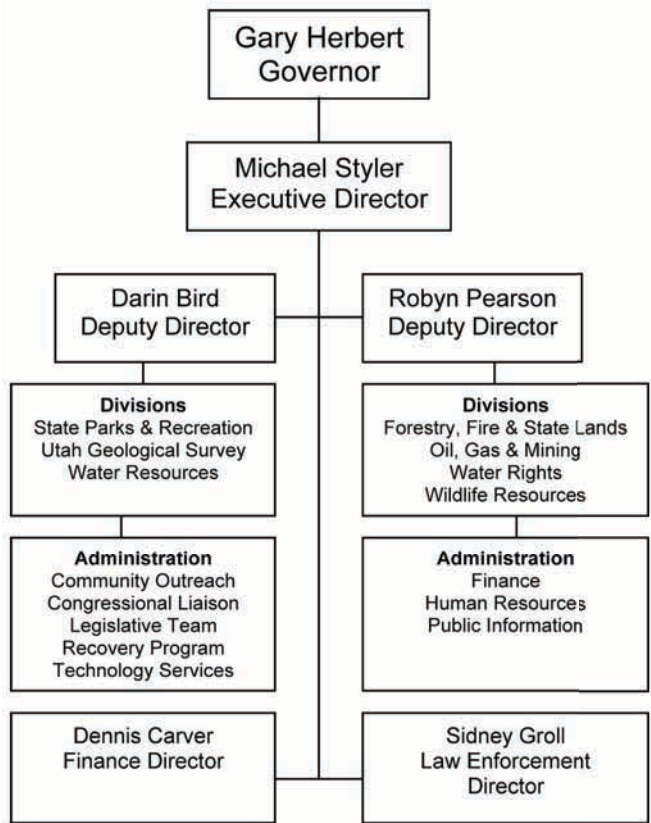 Gary Herbert
Governor
Michael Styler
Executive Director
Darin Bird
Deputy Director
Robyn Pearson
Deputy Director
Divisions
State Parks & Recreation
Utah Geological Survey
Water Resources
Divisions
Forestry, Fire & State Lands
Oil, Gas & Mining
Water Rights
Wildlife Resources
Administration
Community Outreach
Congressional Liaison
Legislative Team
Recovery Program
Technology Services
Administration
Finance
Human Resources
Public Information
Dennis Carver
Finance Director
Sidney Groll
Law Enforcement
Director